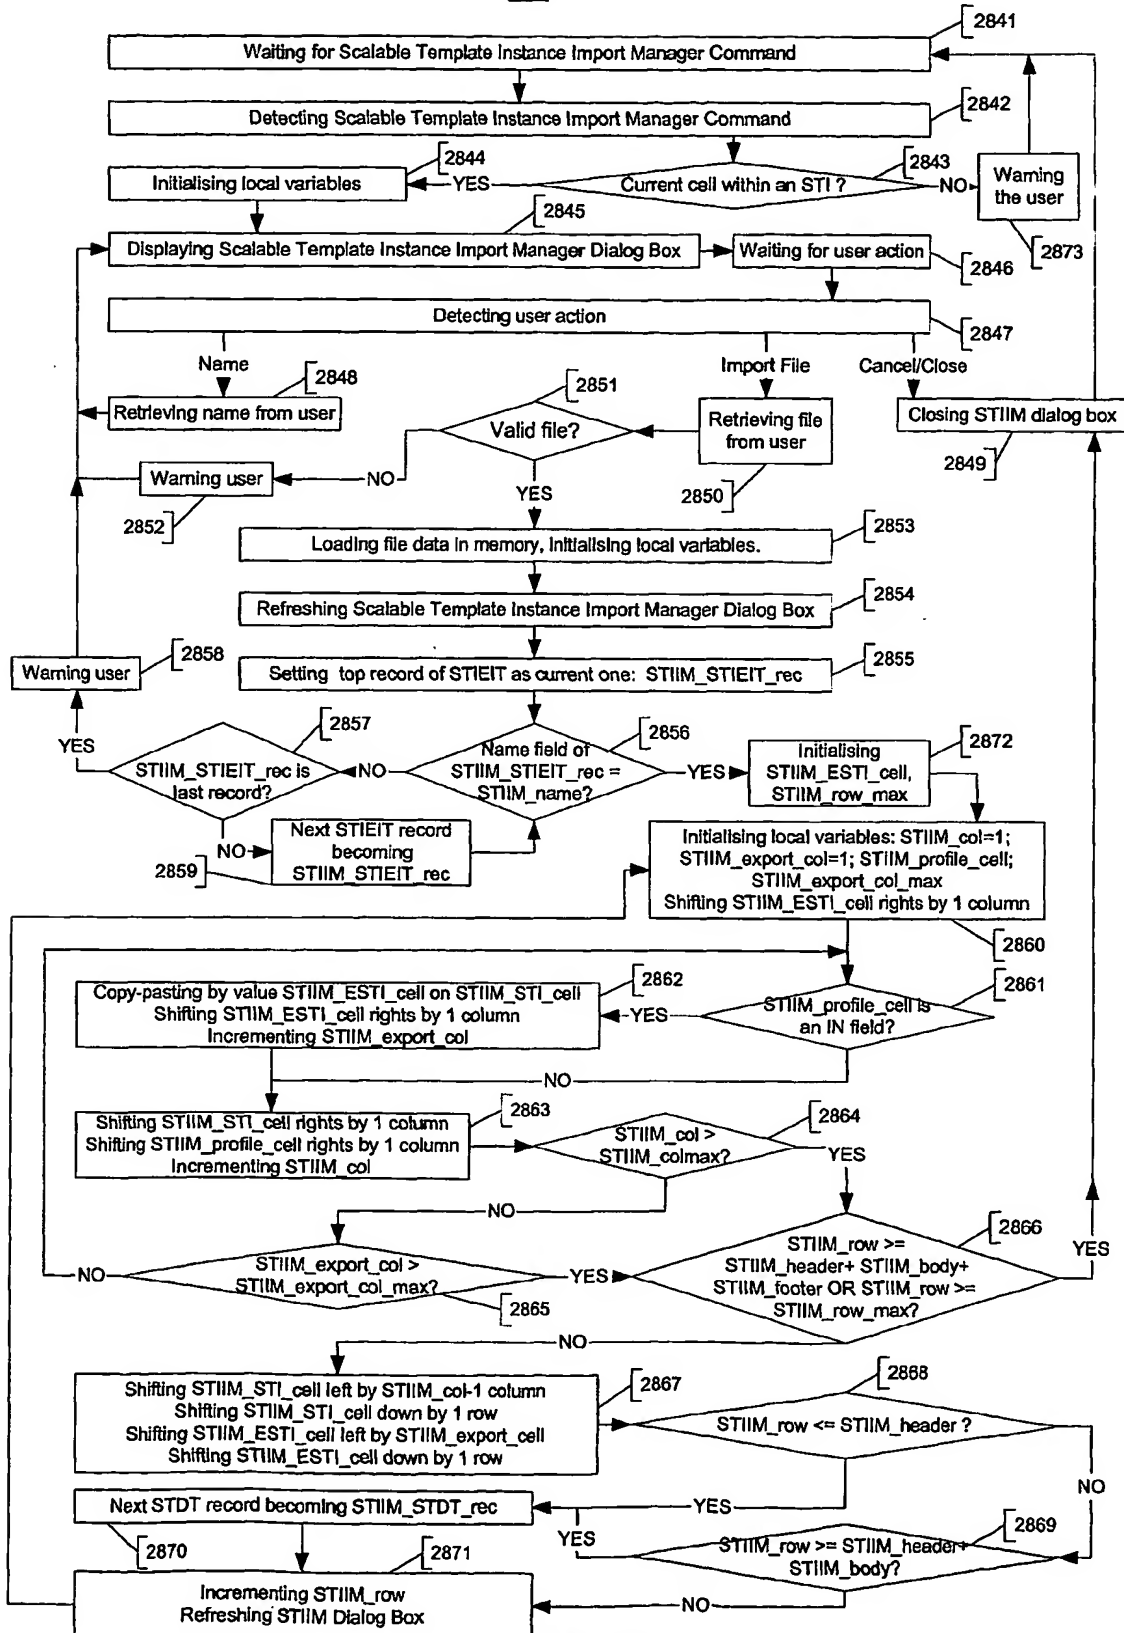 2841
Waiting for Scalable Template Instance Import Manager Command
2842
Detecting Scalable Template Instance Import Manager Command
2844
2843
Initialising local variables
YES
Current cell within an STI ?
NO
Warning
the user
2845
2873
Displaying Scalable Template Instance Import Manager Dialog Box
Waiting for user action
2846
Detecting user action
2847
Name
Import File
Cancel/Close
2848
2851
Retrieving name from user
Valid file?
Retrieving file
from user
Closing STIIM dialog box
2849
Warning user
NO
YES
2850
2852
2853
Loading file data in memory, initialising local variables.
2854
Refreshing Scalable Template Instance Import Manager Dialog Box
2858
Warning user
2855
Setting top record of STIEIT as current one: STIIM_STIEIT_rec
2857
2856
2872
YES
STIIM_STIEIT_rec is
last record?
NO
Name field of
STIIM_STIEIT_rec =
STIIM_name?
YES
Initialising
STIIM_ESTI_cell,
STIIM_row_max
NO
Next STIEIT record
becoming
STIIM_STIEIT_rec
2859
Initialising local variables: STIIM_col=1;
STIIM_export_col=1; STIIM_profile_cell;
STIIM_export_col_max
Shifting STIIM_ESTI_cell rights by 1 column
2860
2862
2861
Copy-pasting by value STIIM_ESTI_cell on STIIM_STI_cell
Shifting STIIM_ESTI_cell rights by 1 column
Incrementing STIIM_export_col
YES
STIIM_profile_cell is
an IN field?
NO
2863
2864
Shifting STIIM_STI_cell rights by 1 column
Shifting STIIM_profile_cell rights by 1 column
Incrementing STIIM_col
STIIM_col >
STIIM_colmax?
YES
NO
2866
NO
STIIM_export_col >
STIIM_export_col_max?
YES
STIIM_row >=
STIIM_header+ STIIM_body+
STIIM_footer OR STIIM_row >=
STIIM_row_max?
YES
2865
NO
2867
2868
Shifting STIIM_STI_cell left by STIIM_col-1 column
Shifting STIIM_STI_cell down by 1 row
Shifting STIIM_ESTI_cell left by STIIM_export_cell
Shifting STIIM_ESTI_cell down by 1 row
STIIM_row <= STIIM_header ?
NO
Next STDT record becoming STIIM_STDT_rec
YES
YES
2869
2870
2871
STIIM_row >= STIIM_header+
STIIM_body?
Incrementing STIIM_row
Refreshing STIIM Dialog Box
NO